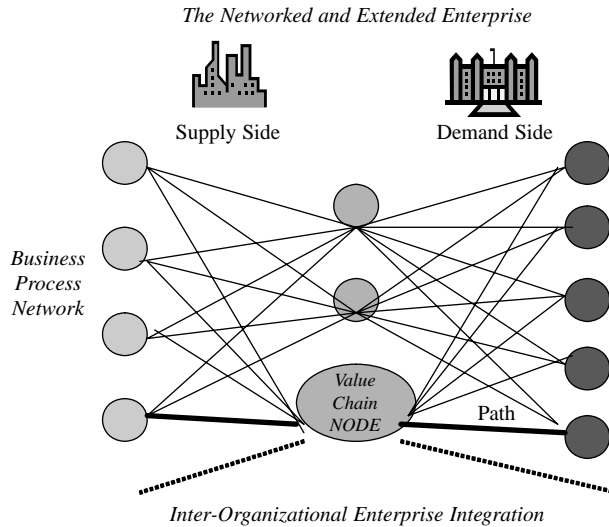 The Networked and Extended Enterprise
Supply Side
Demand Side
Business
Process
Network
Value
Chain
NODE
Path
Inter-Organizational Enterprise Integration